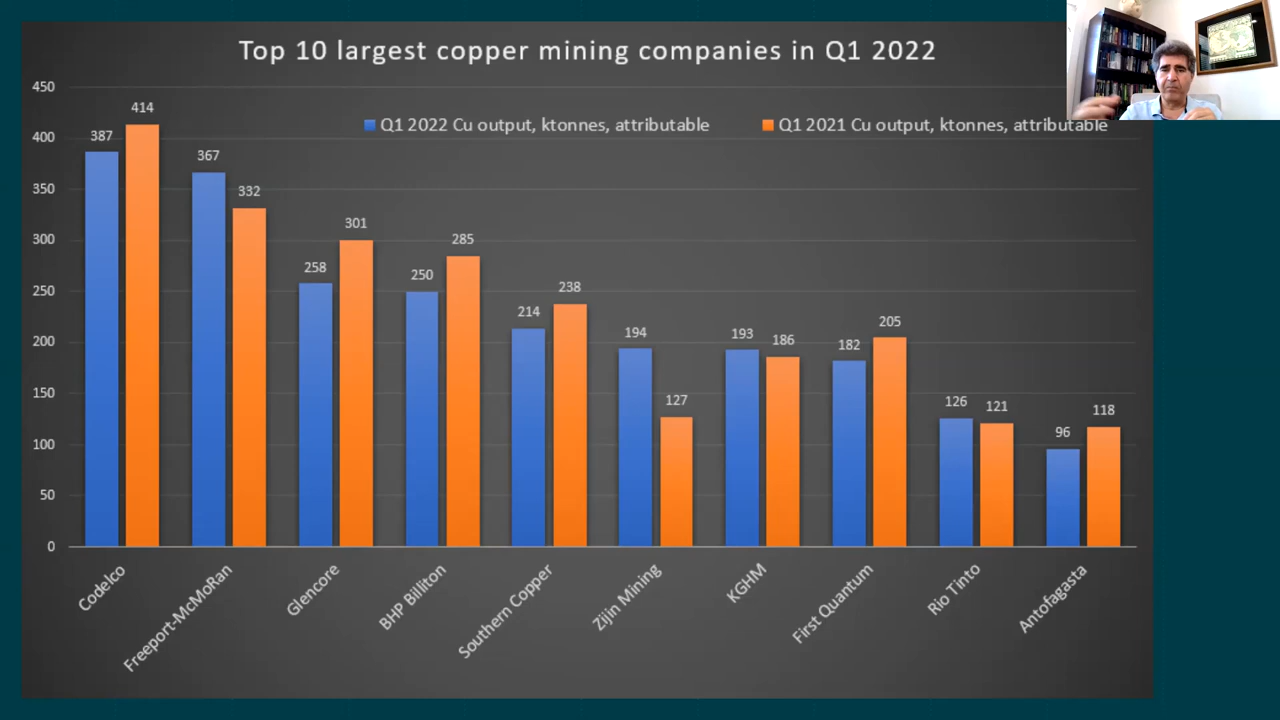 Top 10 largest copper mining companies in Q1 2022
Q1 2022 Cu output, ktonnes, attributable
Q1 2021 Cu output, ktonnes, attributable
450
400
350
300
250
200
150
100
50
0
387
414
367
332
258
301
250
285
214
238
194
127
193
186
182
205
126
121
96
118
Codelco
Freeport-McMoRan
Glencore
BHP Billiton
Southern Copper
Zijin Mining
KGHM
First Quantum
Rio Tinto
Antofagasta